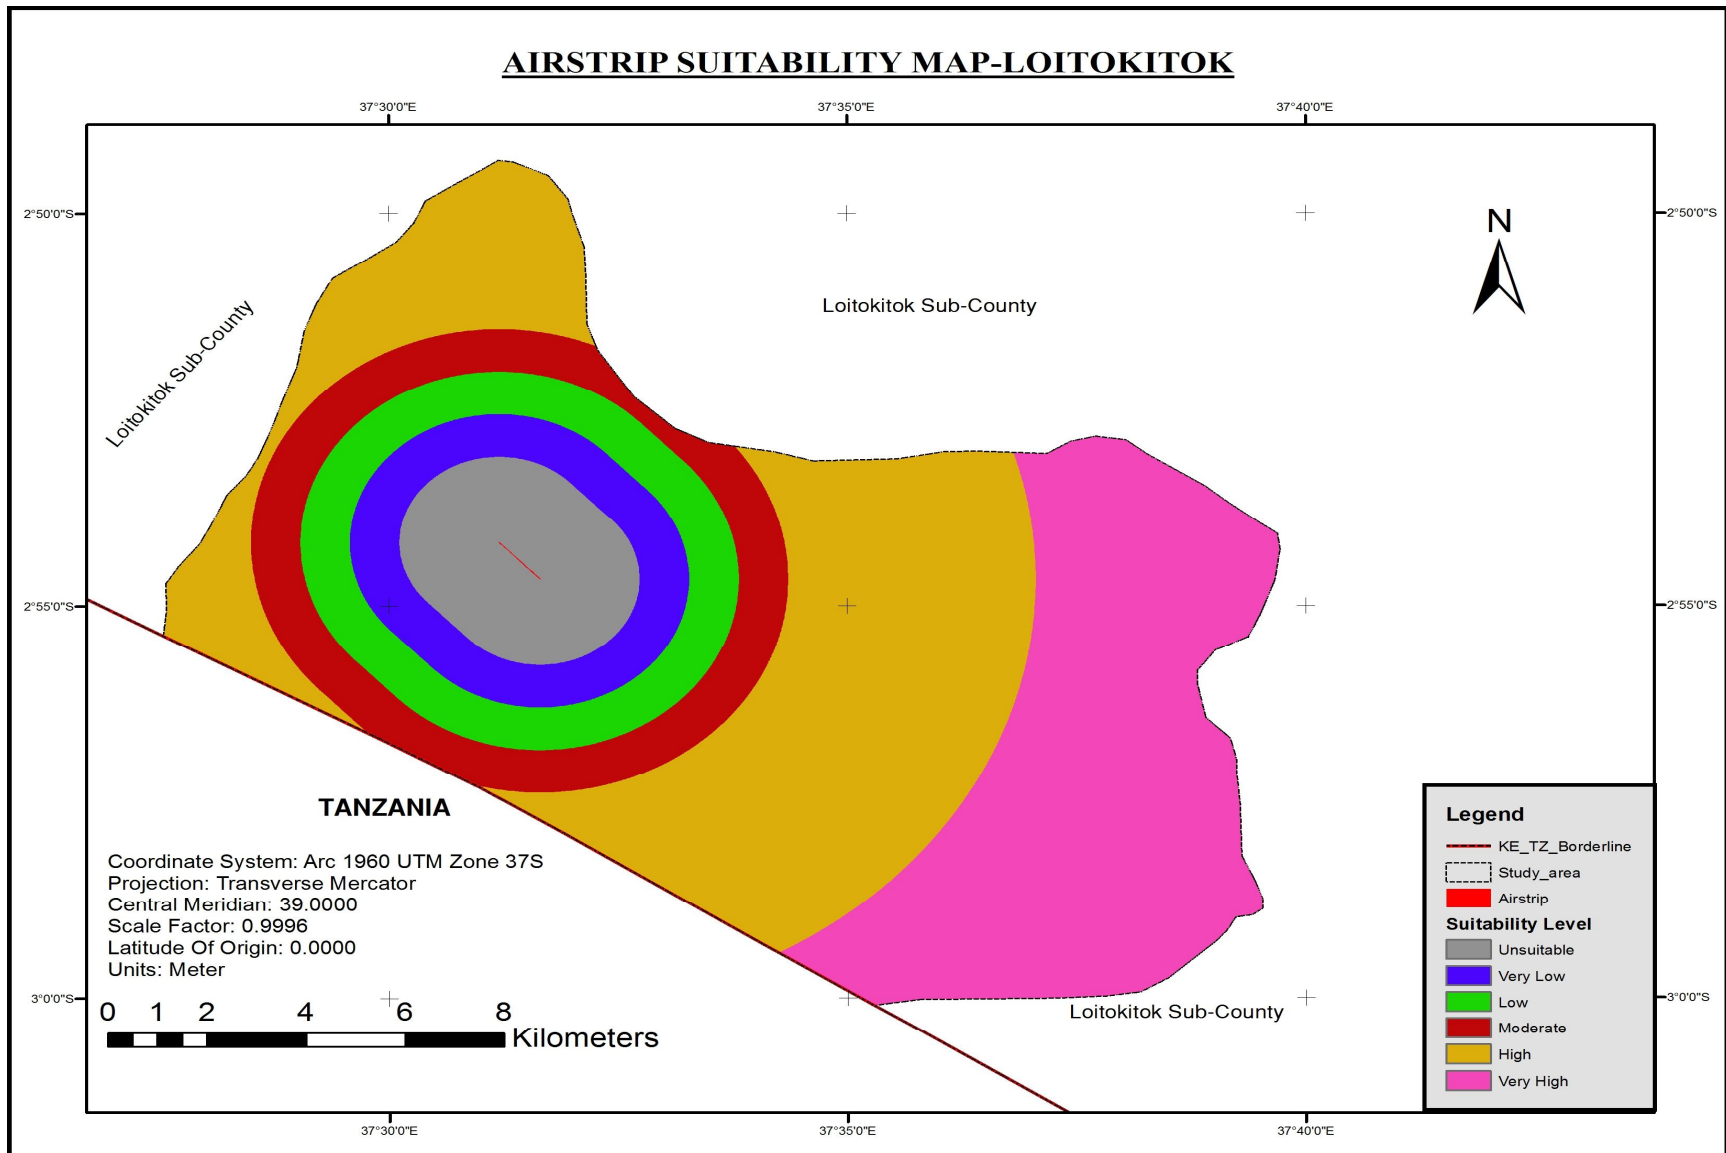 AIRSTRIP SUITABILITY MAP-LOITOKITOK
37°30'0"E
37°35'0"E
37°40'0"E
2°50'0"S
2°50'0"S
N
Loitokitok Sub-County
Loitokitok Sub-County
2°55'0"S
2°55'0"S
TANZANIA
Coordinate System: Arc 1960 UTM Zone 37S
Projection: Transverse Mercator
Central Meridian: 39.0000
Scale Factor: 0.9996
Latitude Of Origin: 0.0000
Units: Meter
3°0'0"S
3°0'0"S
0 1 2 4 6 8
Kilometers
Loitokitok Sub-County
Legend
KE_TZ_Borderline
Study_area
Airstrip
Suitability Level
Unsuitable
Very Low
Low
Moderate
High
Very High
37°30'0"E
37°35'0"E
37°40'0"E